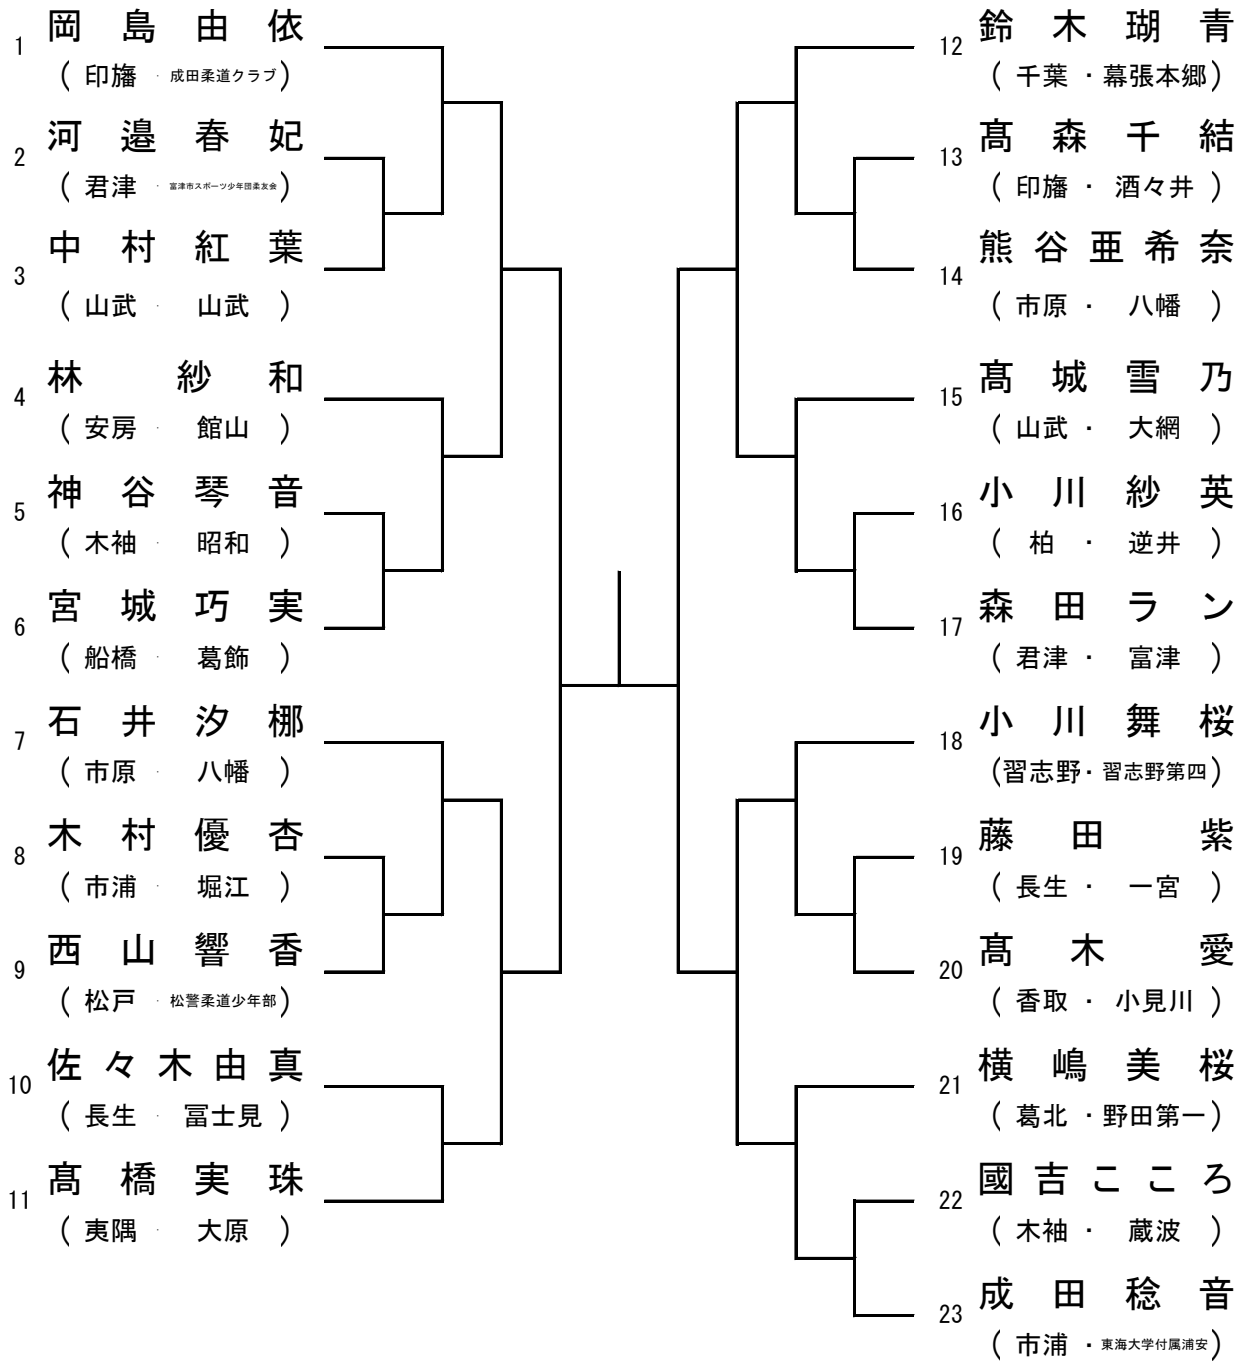 1 岡島由依
(印旛・成田柔道クラブ)
2 河邉春妃
(君津・富津市スポーツ少年団柔友会)
3 中村紅葉
(山武・山武)
4 林紗和
(安房・館山)
5 神谷琴音
(木袖・昭和)
6 宮城巧実
(船橋・葛飾)
7 石井汐梛
(市原・八幡)
8 木村優杏
(市浦・堀江)
9 西山響香
(松戸・松警柔道少年部)
10 佐々木由真
(長生・冨士見)
11 髙橋実珠
(夷隅・大原)
12 鈴木瑚青
(千葉・幕張本郷)
13 髙森千結
(印旛・酒々井)
14 熊谷亜希奈
(市原・八幡)
15 髙城雪乃
(山武・大網)
16 小川紗英
(柏・逆井)
17 森田ラン
(君津・富津)
18 小川舞桜
(習志野・習志野第四)
19 藤田紫
(長生・一宮)
20 髙木愛
(香取・小見川)
21 横嶋美桜
(葛北・野田第一)
22 國吉こころ
(木袖・蔵波)
23 成田稔音
(市浦・東海大学付属浦安)